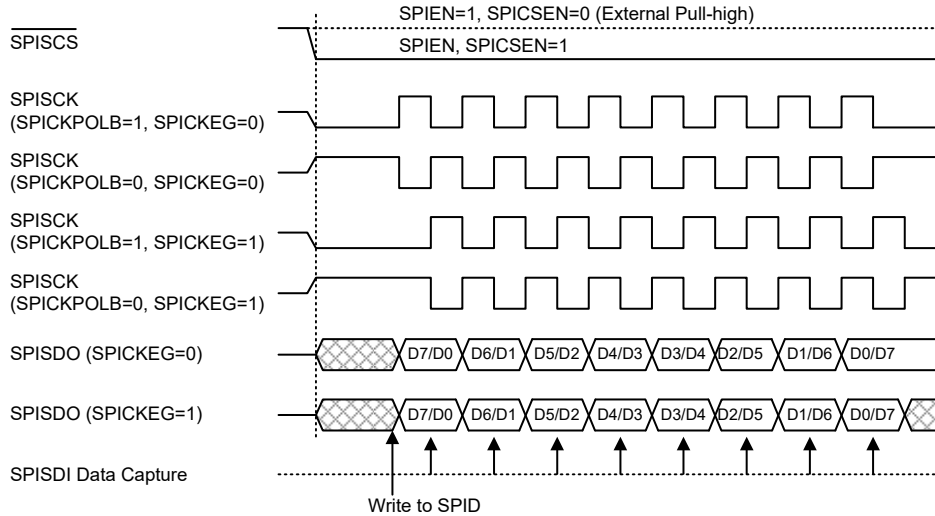 SPIEN=1, SPICSEN=0 (External Pull-high)
SPISCS
SPIEN, SPICSEN=1
SPISCK
(SPICKPOLB=1, SPICKEG=0)
SPISCK
(SPICKPOLB=0, SPICKEG=0)
SPISCK
(SPICKPOLB=1, SPICKEG=1)
SPISCK
(SPICKPOLB=0, SPICKEG=1)
SPISDO (SPICKEG=0) D7/D0 D6/D1 D5/D2 D4/D3 D3/D4 D2/D5 D1/D6 D0/D7
SPISDO (SPICKEG=1) D7/D0 D6/D1 D5/D2 D4/D3 D3/D4 D2/D5 D1/D6 D0/D7
SPISDI Data Capture
Write to SPID